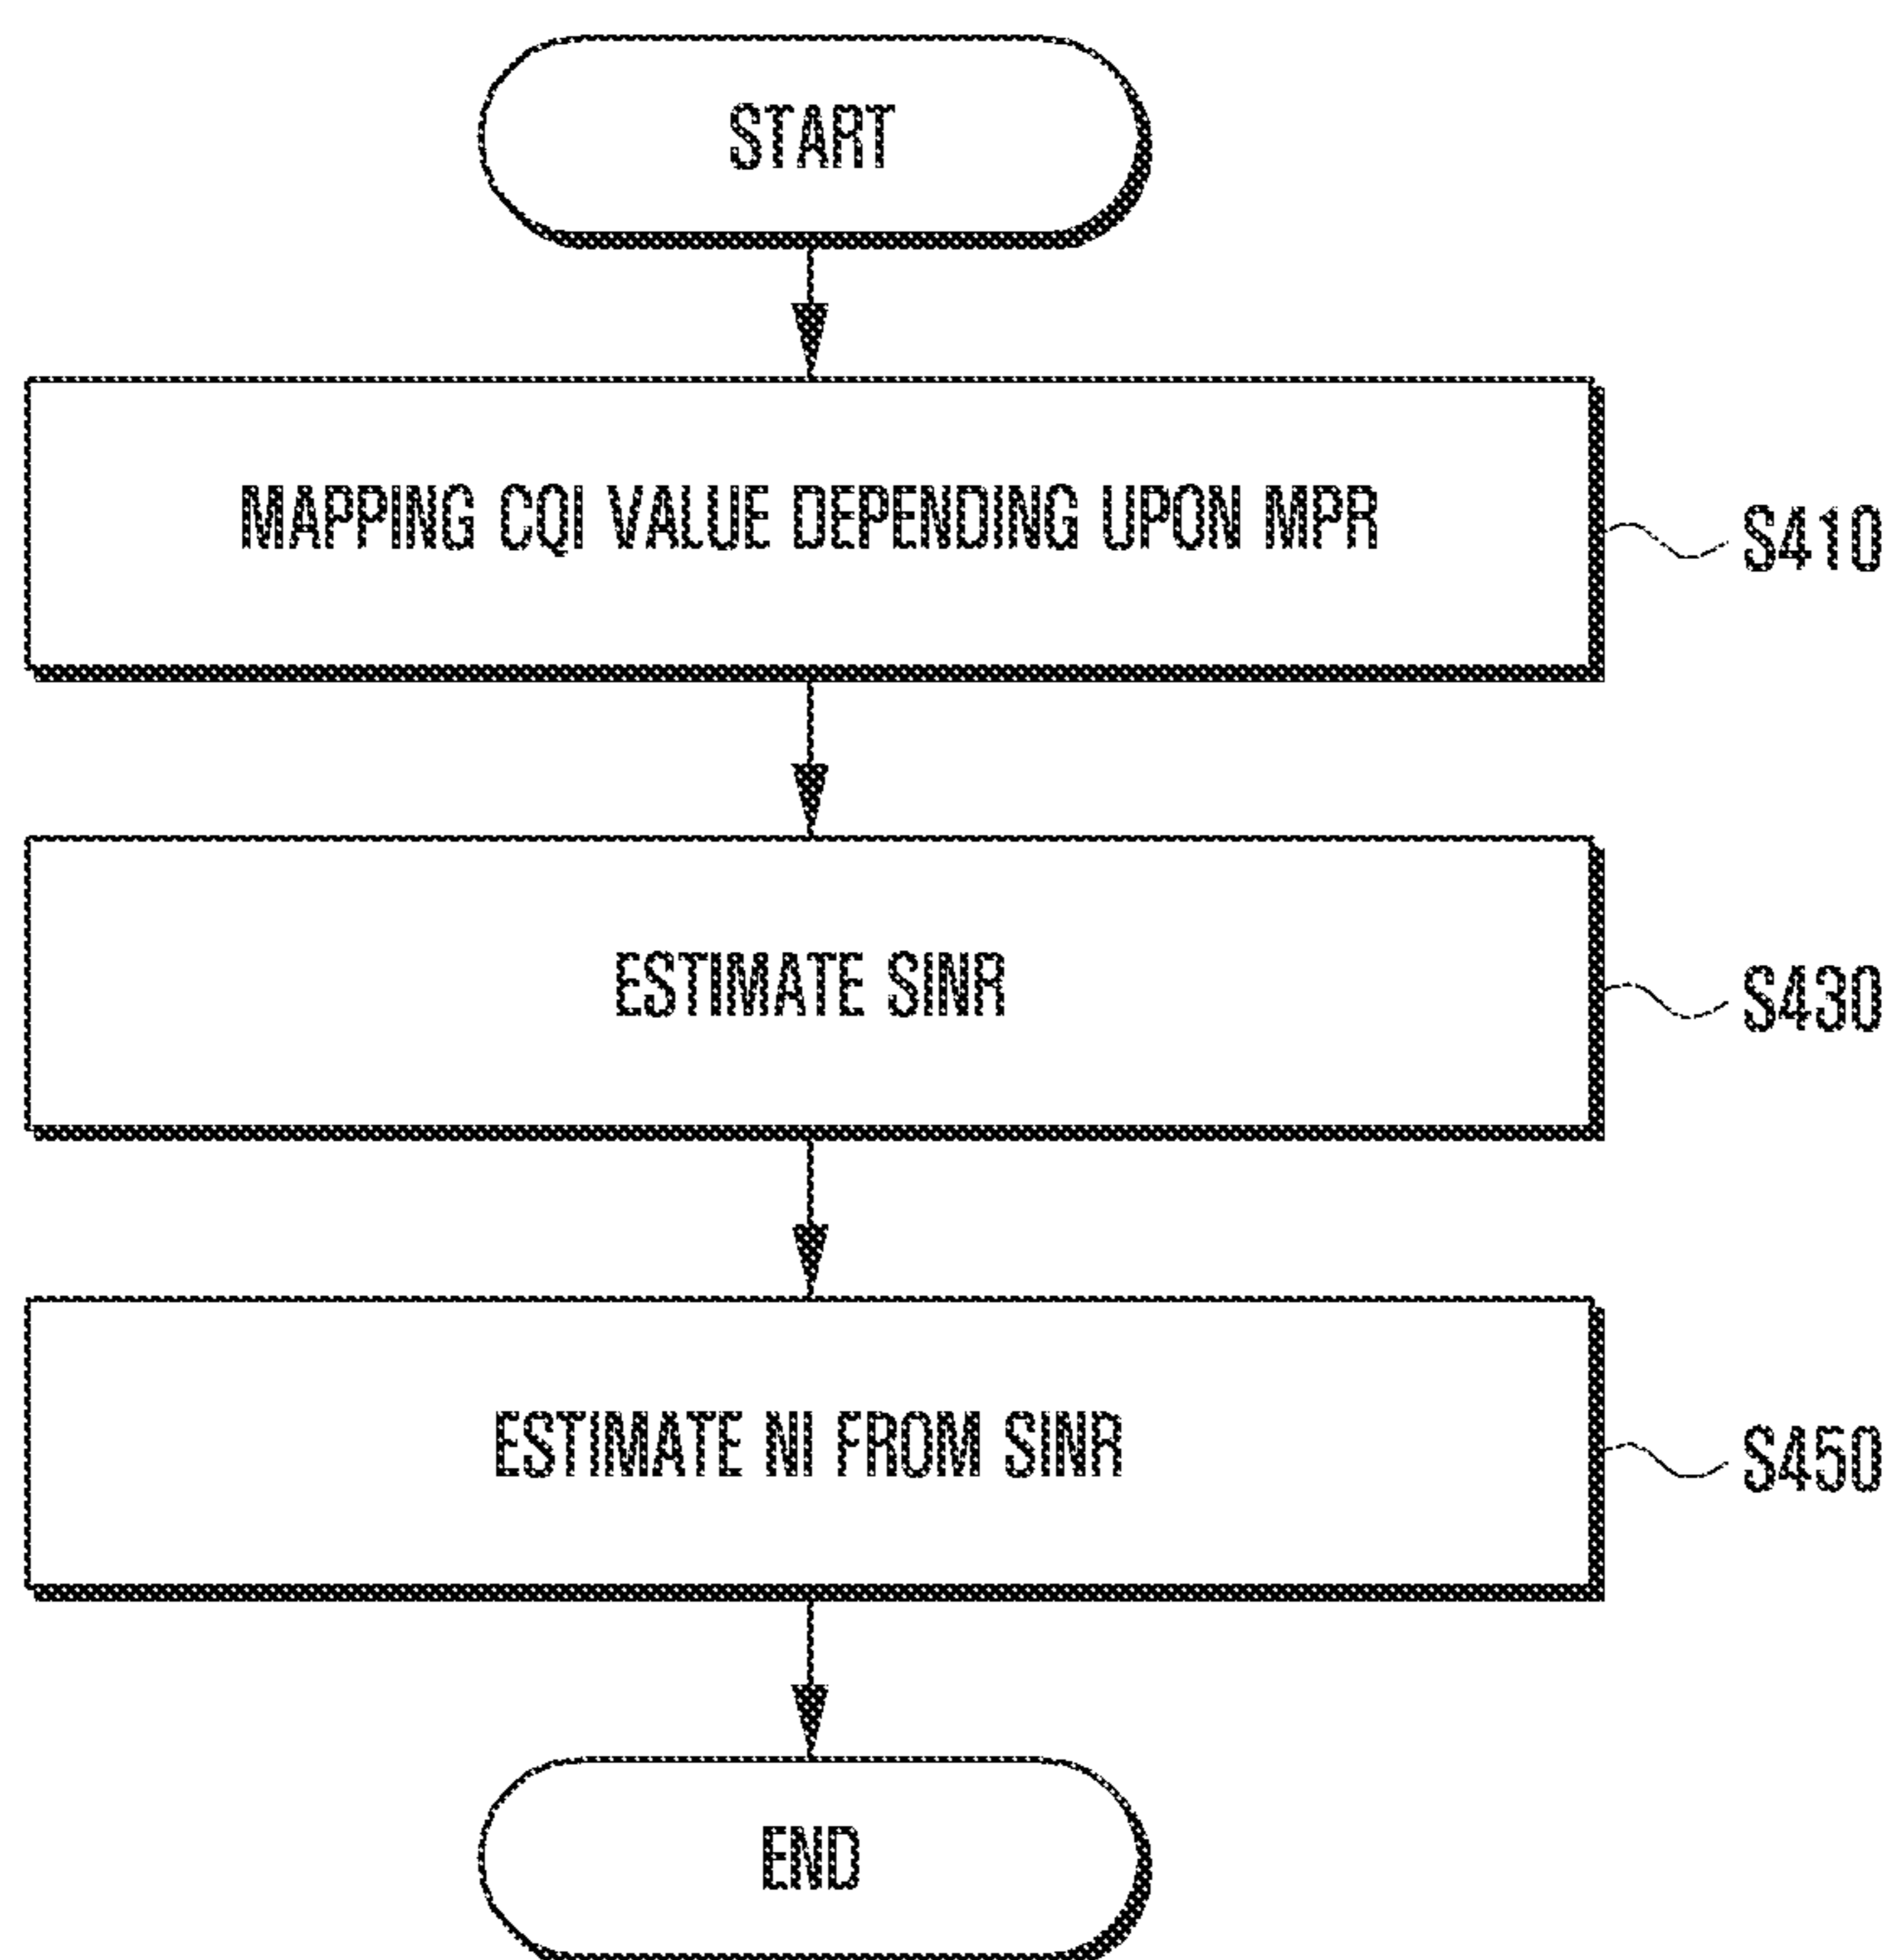 START
MAPPING CQI VALUE DEPENDING UPON MPR
S410
ESTIMATE SINR
S430
ESTIMATE NI FROM SINR
S450
END